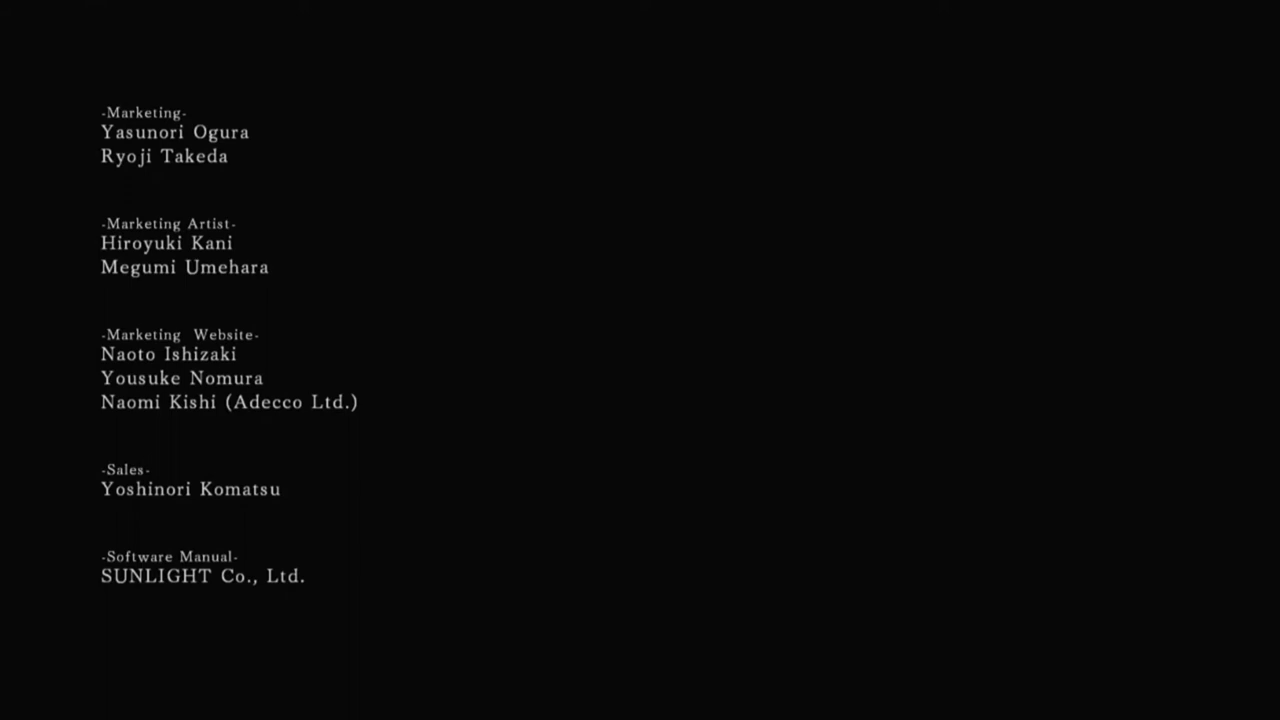 -Marketing-
Yasunori Ogura
Ryoji Takeda
-Marketing Artist-
Hiroyuki Kani
Megumi Umehara
-Marketing Website-
Naoto Ishizaki
Yousuke Nomura
Naomi Kishi (Adecco Ltd.)
-Sales-
Yoshinori Komatsu
-Software Manual-
SUNLIGHT Co., Ltd.